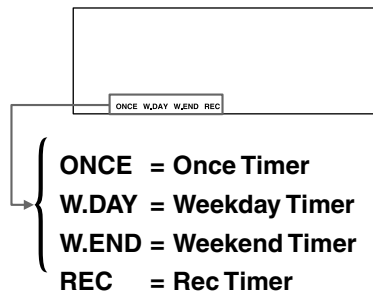 ONCE W.DAY W.END REC
ONCE = Once Timer
W.DAY = Weekday Timer
W.END = Weekend Timer
REC = Rec Timer